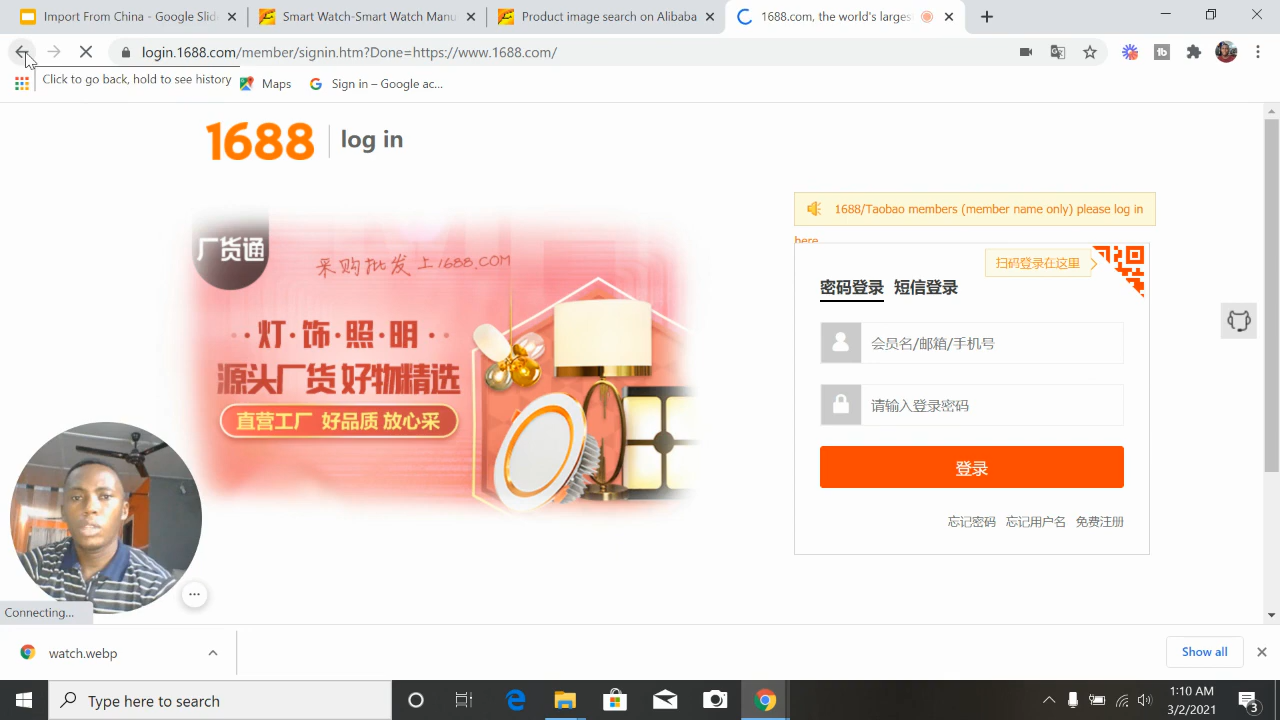 Import From China - Google Slid
Smart Watch-Smart Watch Manu
Product image search on Alibaba
1688.com, the world's larges
login.1688.com/member/signin.htm?Done=https://www.1688.com/
Click to go back, hold to see history
Maps
Sign in – Google ac...
1688 log in
1688/Taobao members (member name only) please log in
here
厂货通
采购批发上1688.COM
扫码登录在这里
密码登录 短信登录
·灯·饰·照·明·
会员名/邮箱/手机号
源头厂货 好物精选
直营工厂 好品质 放心采
请输入登录密码
登录
忘记密码 忘记用户名 免费注册
Connecting...
watch.webp
Show all
Type here to search
1:10 AM
3/2/2021
3